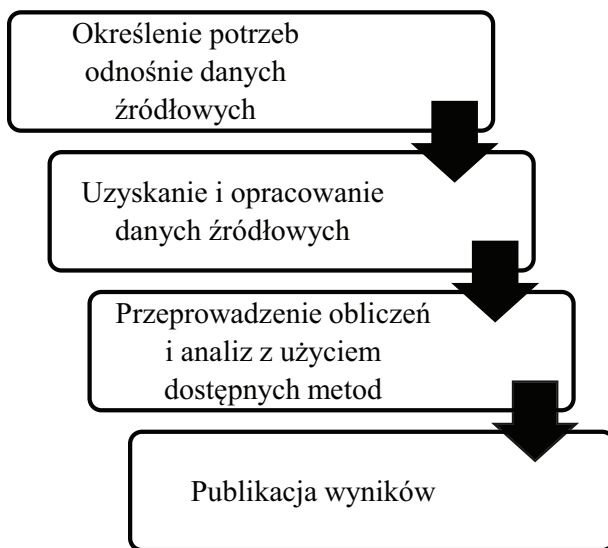 Określenie potrzeb
odnośnie danych
źródłowych
Uzyskanie i opracowanie
danych źródłowych
Przeprowadzenie obliczeń
i analiz z użyciem
dostępnych metod
Publikacja wyników